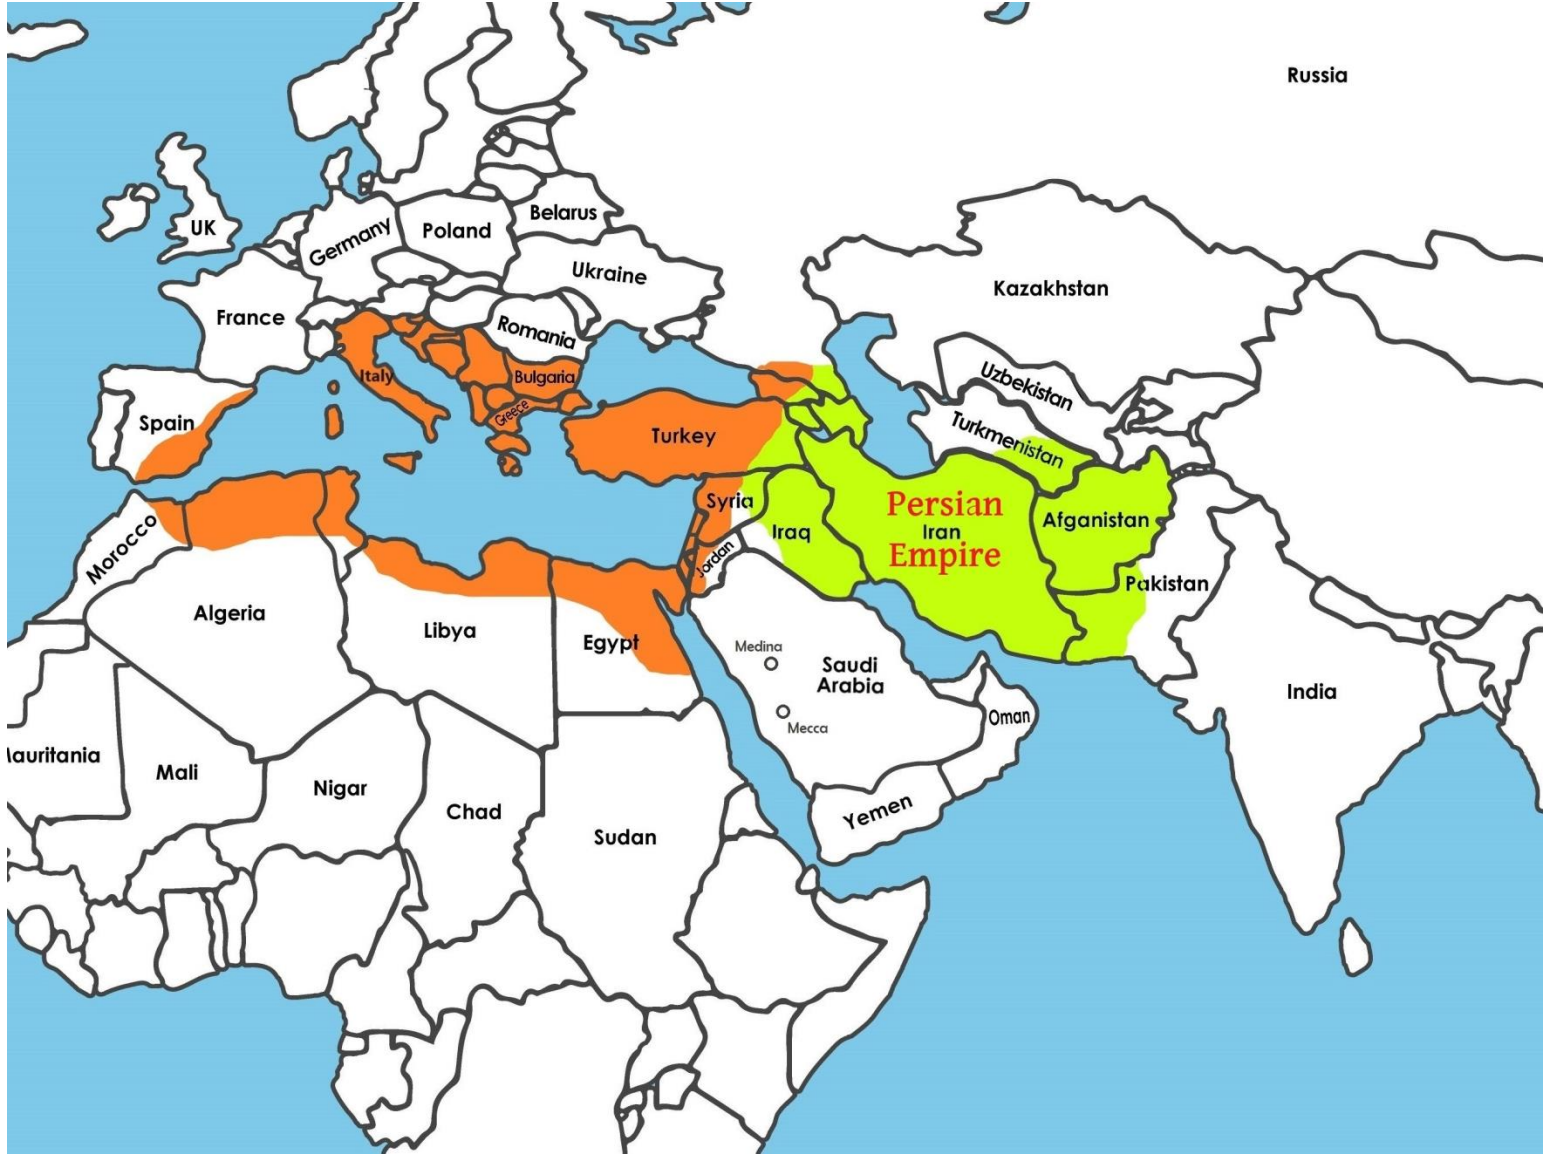 Russia
UK
Belarus
Poland
Germany
Ukraine
Kazakhstan
France
Romania
Uzbekistan
Italy
Bulgaria
Spain
Greece
Turkey
Turkmenistan
Syria
Persian
Iran
Empire
Afganistan
Iraq
Morocco
Jordan
Pakistan
Algeria
Libya
Egypt
Medina
Saudi
Arabia
India
Mecca
Oman
Mauritania
Mali
Nigar
Chad
Sudan
Yemen